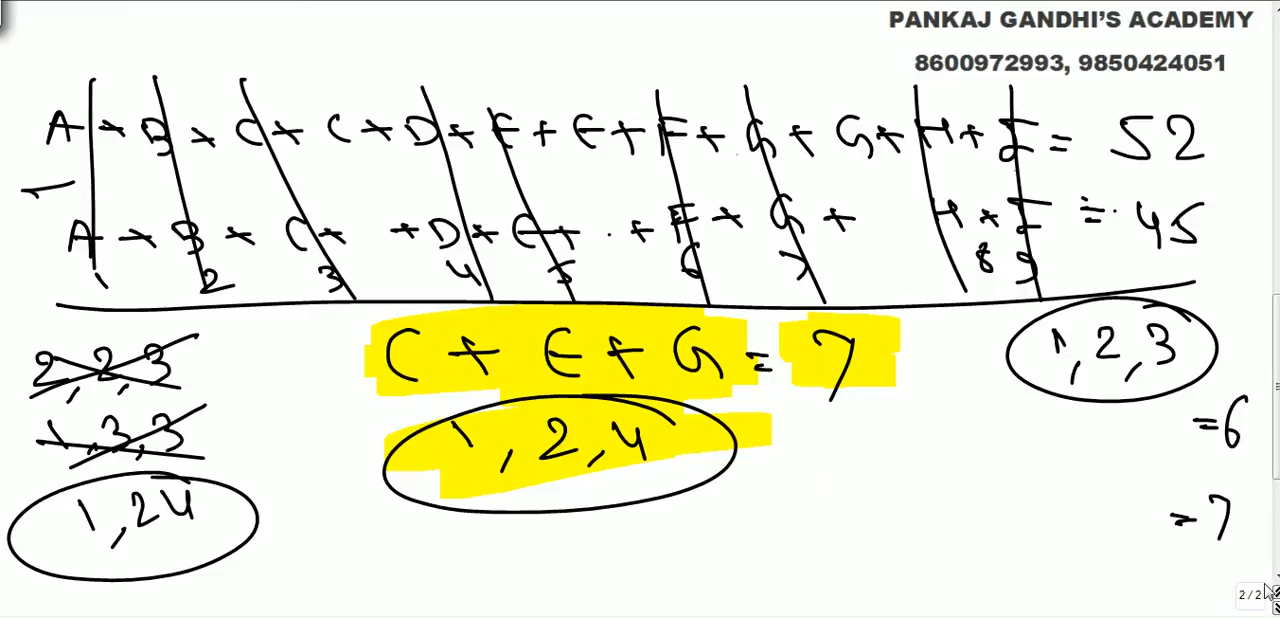 PANKAJ GANDHI'S ACADEMY
8600972993, 9850424051
A + B + C + C + D + E + E + F + G + G + H + I = 52
- A + B + C + + D + E + . + F + G + H + I = 45
1 2 3 4 5 6 7 8 9
C + E + G = 7
1, 2, 3
2, 2, 3
1, 3, 3
1, 2, 4
= 6
1, 2 4
= 7
2 / 2